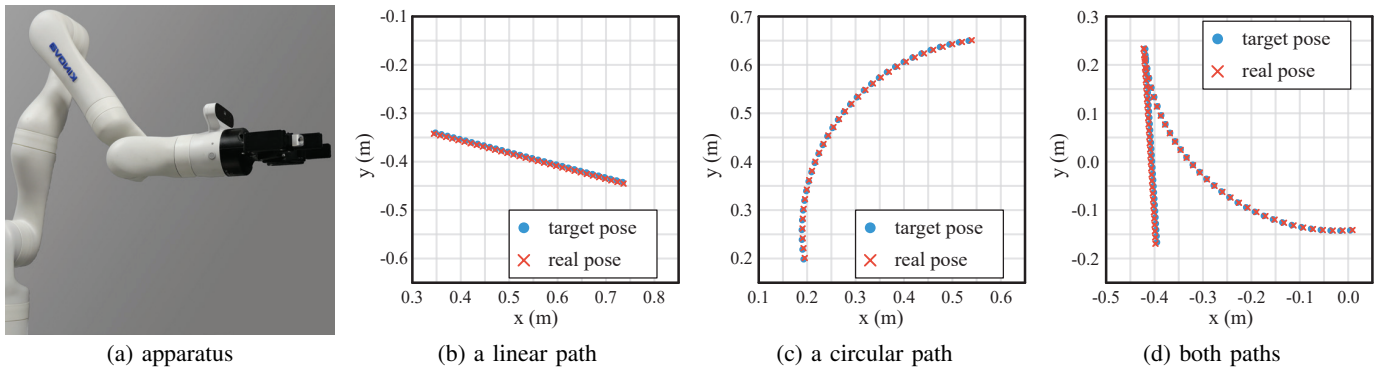 KINOVA
(a) apparatus
-0.1
-0.2
-0.3
-0.4
-0.5
-0.6
y (m)
target pose
real pose
0.3 0.4 0.5 0.6 0.7 0.8
x (m)
(b) a linear path
0.7
0.6
0.5
0.4
0.3
0.2
y (m)
target pose
real pose
0.1 0.2 0.3 0.4 0.5 0.6
x (m)
(c) a circular path
0.3
0.2
0.1
0.0
-0.1
-0.2
y (m)
target pose
real pose
-0.5 -0.4 -0.3 -0.2 -0.1 0.0
x (m)
(d) both paths